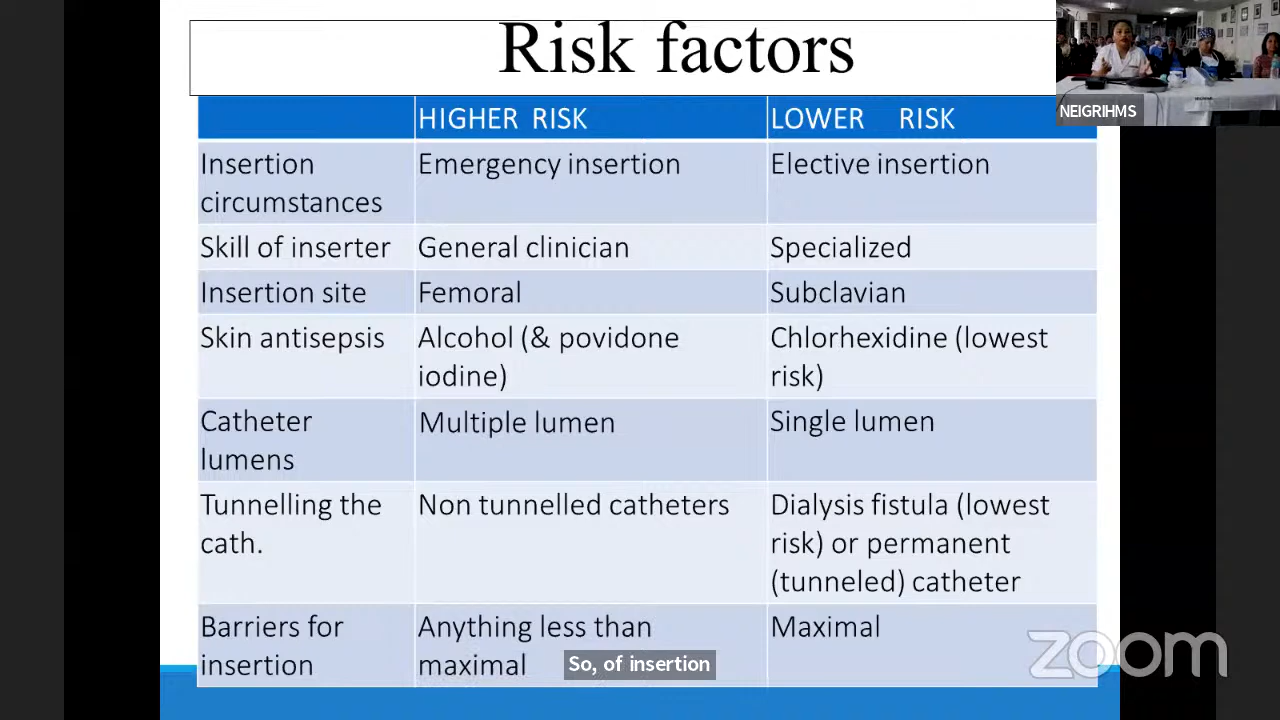 Risk factors
NEIGRIHMS
HIGHER RISK LOWER RISK
Insertion circumstances Emergency insertion Elective insertion
Skill of inserter General clinician Specialized
Insertion site Femoral Subclavian
Skin antisepsis Alcohol (& povidone iodine) Chlorhexidine (lowest risk)
Catheter lumens Multiple lumen Single lumen
Tunnelling the cath. Non tunnelled catheters Dialysis fistula (lowest risk) or permanent (tunneled) catheter
Barriers for insertion Anything less than maximal Maximal
So, of insertion
zoom